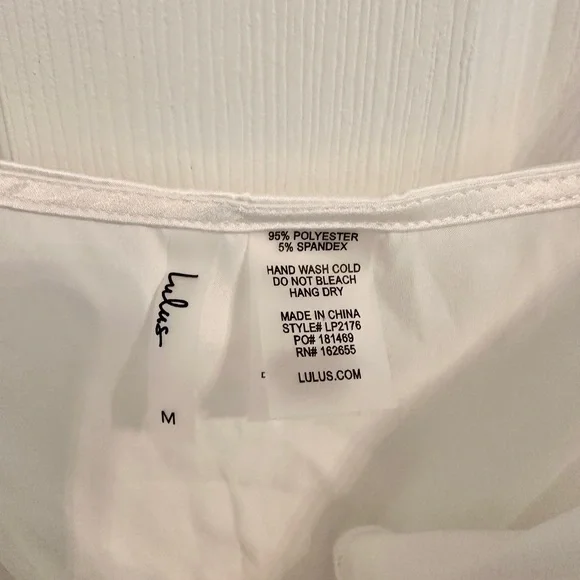 Lulus
M
95% POLYESTER
5% SPANDEX
HAND WASH COLD
DO NOT BLEACH
HANG DRY
MADE IN CHINA
STYLE# LP2176
PO# 181469
RN# 162655
LULUS.COM